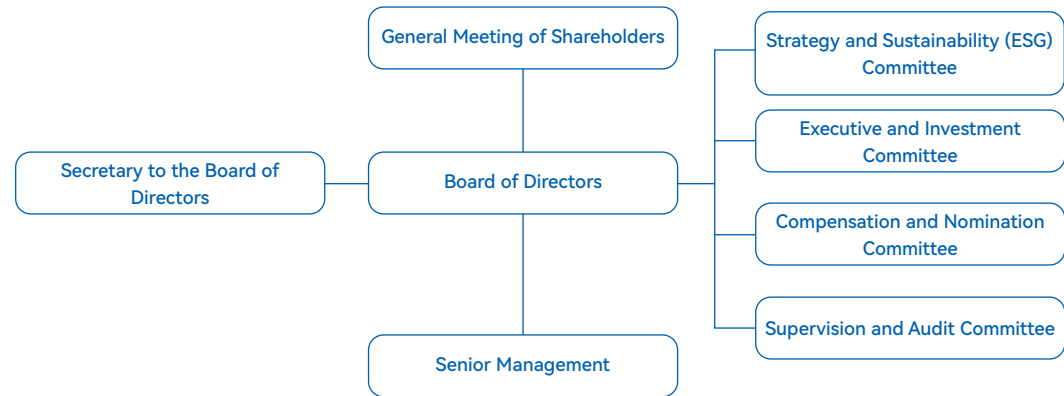 General Meeting of Shareholders
Strategy and Sustainability (ESG)
Committee
Executive and Investment
Committee
Secretary to the Board of
Directors
Board of Directors
Compensation and Nomination
Committee
Supervision and Audit Committee
Senior Management